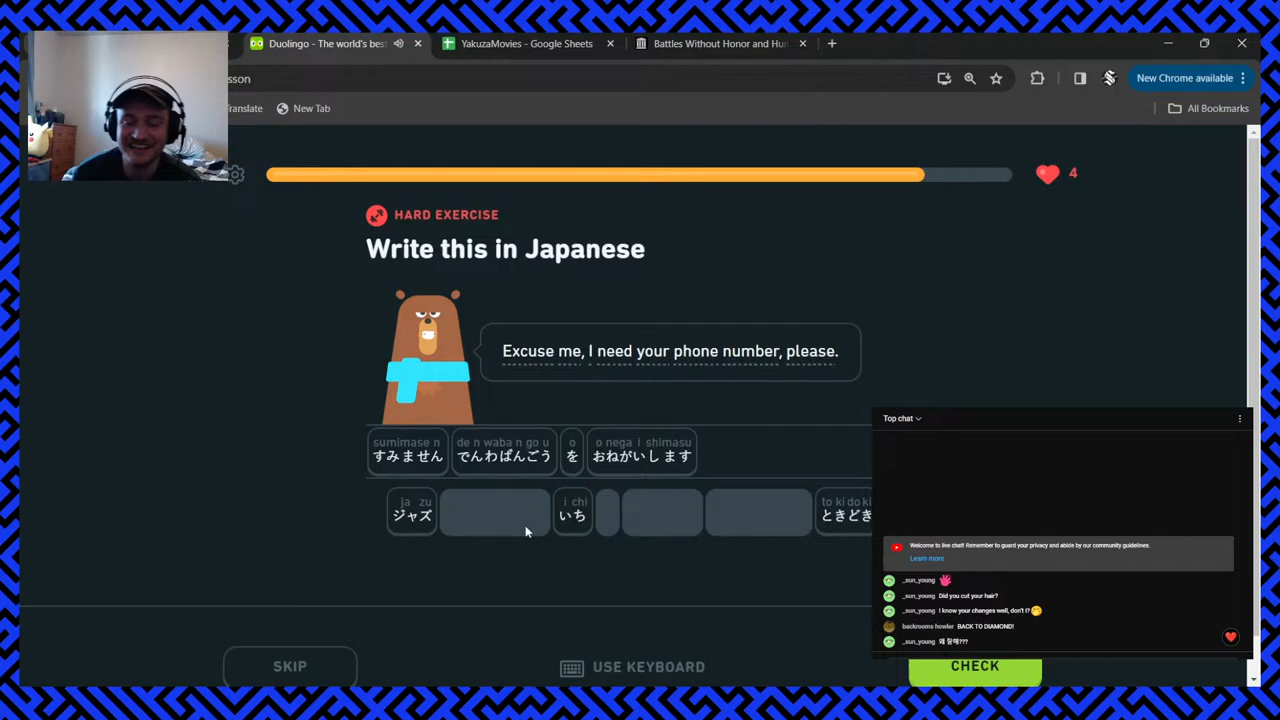 Duolingo - The world's best
YakuzaMovies - Google Sheets
Battles Without Honor and Hum
sson
New Chrome available
Translate
New Tab
All Bookmarks
4
HARD EXERCISE
Write this in Japanese
Excuse me, I need your phone number, please.
sumimase n de n waba n go u o o nega i shimasu
すみません でんわばんごう を おねがいします
ja zu i chi to ki do ki
ジャズ いち ときどき
SKIP
USE KEYBOARD
CHECK
Top chat
Welcome to live chat! Remember to guard your privacy and abide by our community guidelines.
Learn more
_sun_young
_sun_young Did you cut your hair?
_sun_young I know your changes well, don't I?
backrooms howler BACK TO DIAMOND!
_sun_young 왜 잘해???